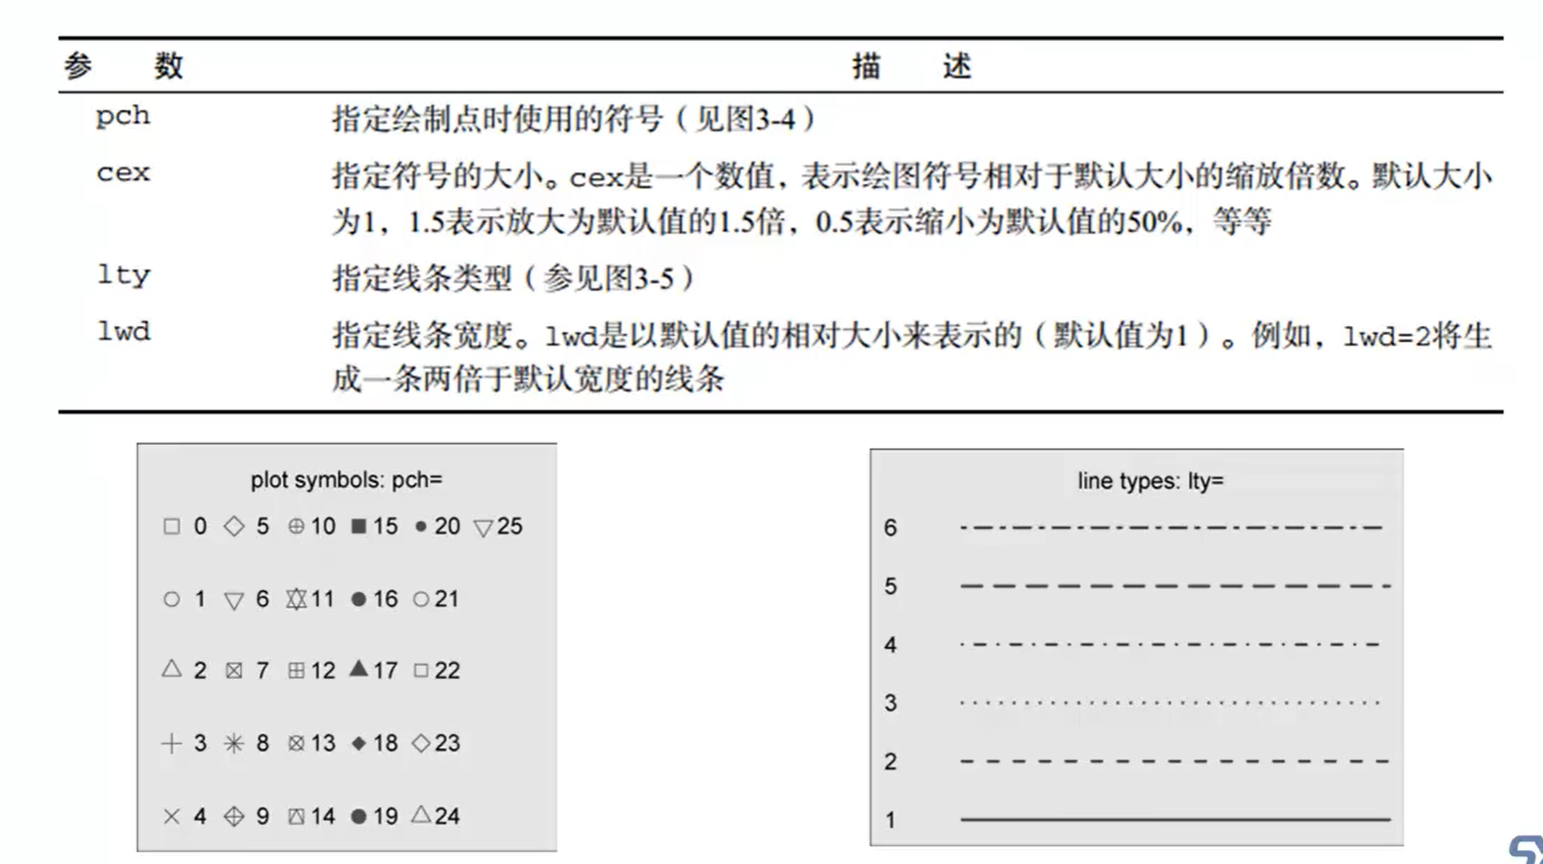 参 数 描 述
pch 指定绘制点时使用的符号（见图3-4）
cex 指定符号的大小。cex是一个数值，表示绘图符号相对于默认大小的缩放倍数。默认大小
为1，1.5表示放大为默认值的1.5倍，0.5表示缩小为默认值的50%，等等
lty 指定线条类型（参见图3-5）
lwd 指定线条宽度。lwd是以默认值的相对大小来表示的（默认值为1）。例如，lwd=2将生
成一条两倍于默认宽度的线条
plot symbols: pch=
0 5 10 15 20 25
1 6 11 16 21
2 7 12 17 22
3 8 13 18 23
4 9 14 19 24
line types: lty=
6
5
4
3
2
1